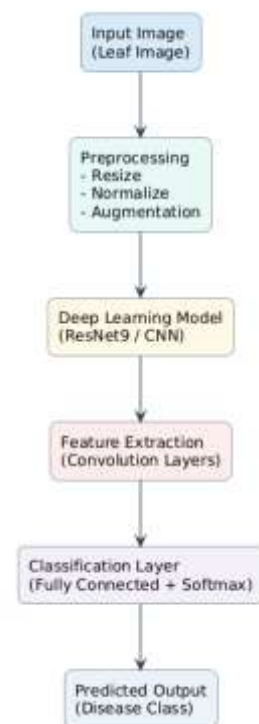 Input Image
(Leaf Image)
Preprocessing
- Resize
- Normalize
- Augmentation
Deep Learning Model
(ResNet9 / CNN)
Feature Extraction
(Convolution Layers)
Classification Layer
(Fully Connected + Softmax)
Predicted Output
(Disease Class)